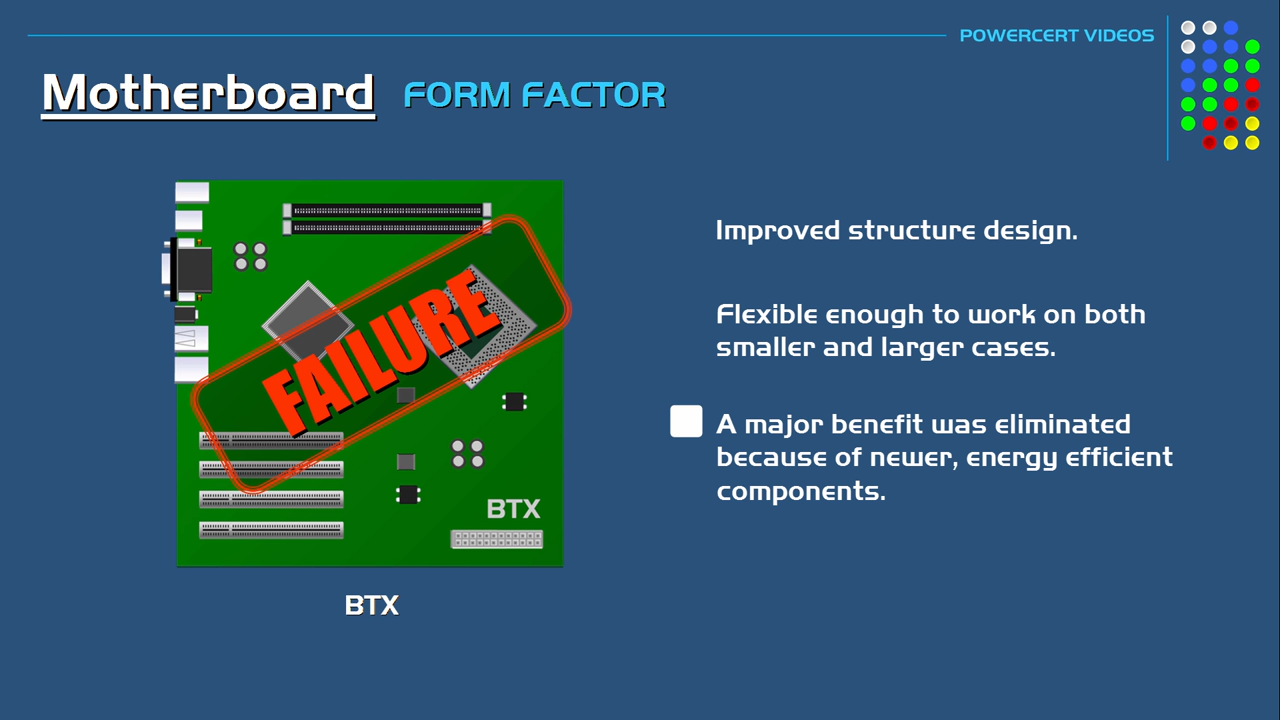 POWERCERT VIDEOS
Motherboard FORM FACTOR
FAILURE
BTX
BTX
Improved structure design.
Flexible enough to work on both
smaller and larger cases.
A major benefit was eliminated
because of newer, energy efficient
components.